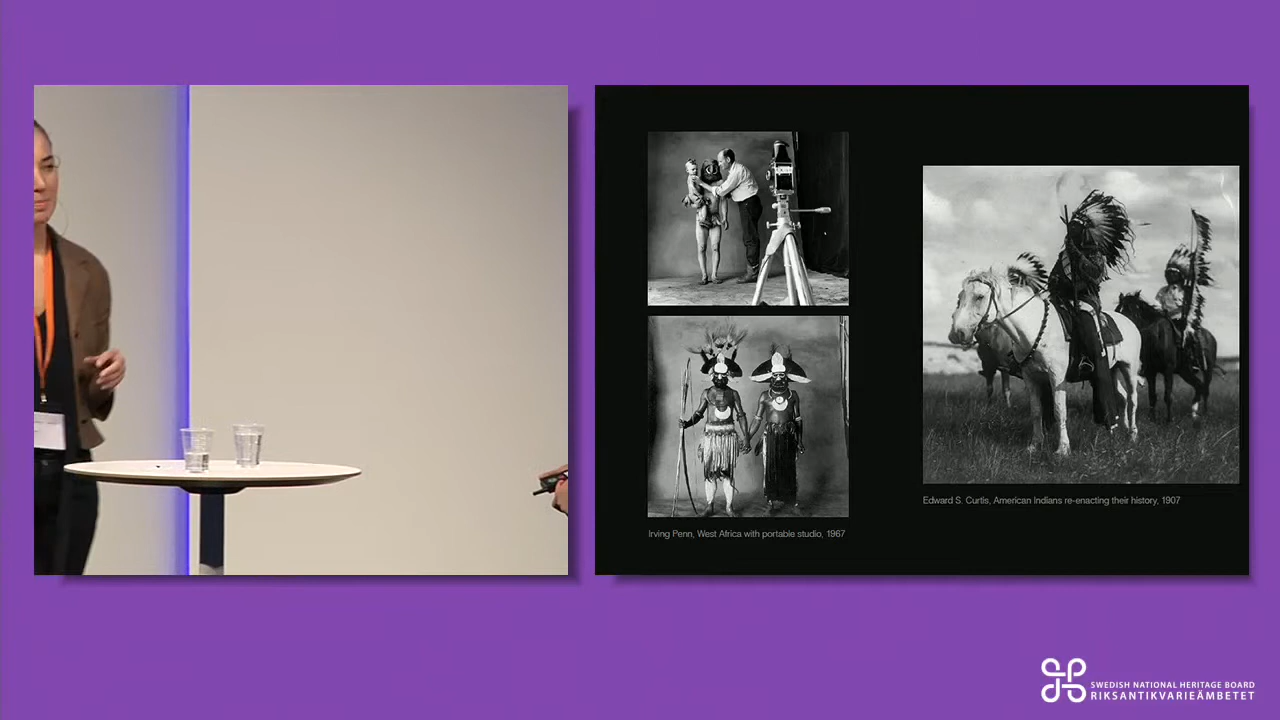 Irving Penn, West Africa with portable studio, 1967
Edward S. Curtis, American Indians re-enacting their history, 1907
SWEDISH NATIONAL HERITAGE BOARD
RIKSANTIKVARIEÄMBETET